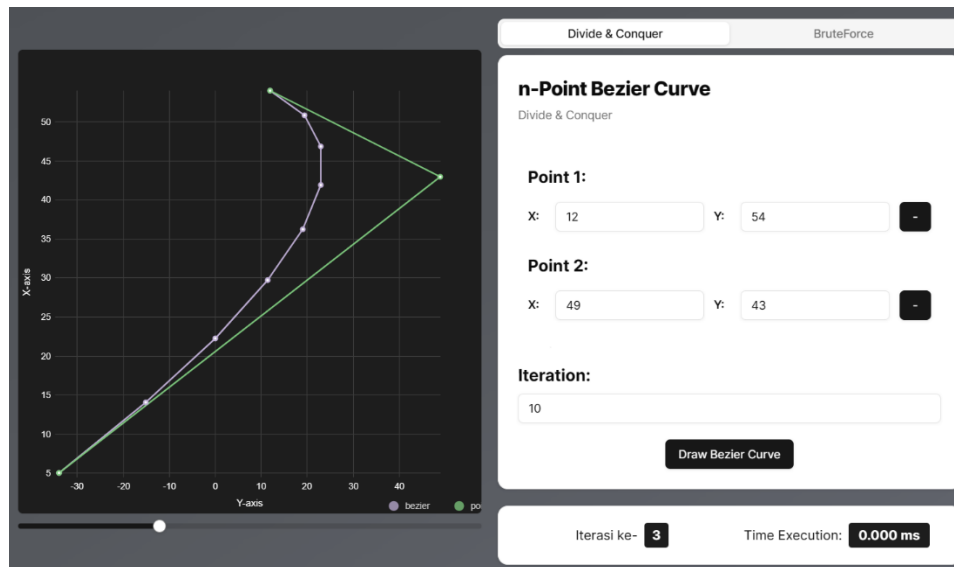 Divide & Conquer
BruteForce
n-Point Bezier Curve
Divide & Conquer
Point 1:
X: 12 Y: 54 -
Point 2:
X: 49 Y: 43 -
Iteration:
10
Draw Bezier Curve
Iterasi ke- 3 Time Execution: 0.000 ms
50
45
40
35
30
25
20
15
10
5
X-axis
-30 -20 -10 0 10 20 30 40
Y-axis
bezier po